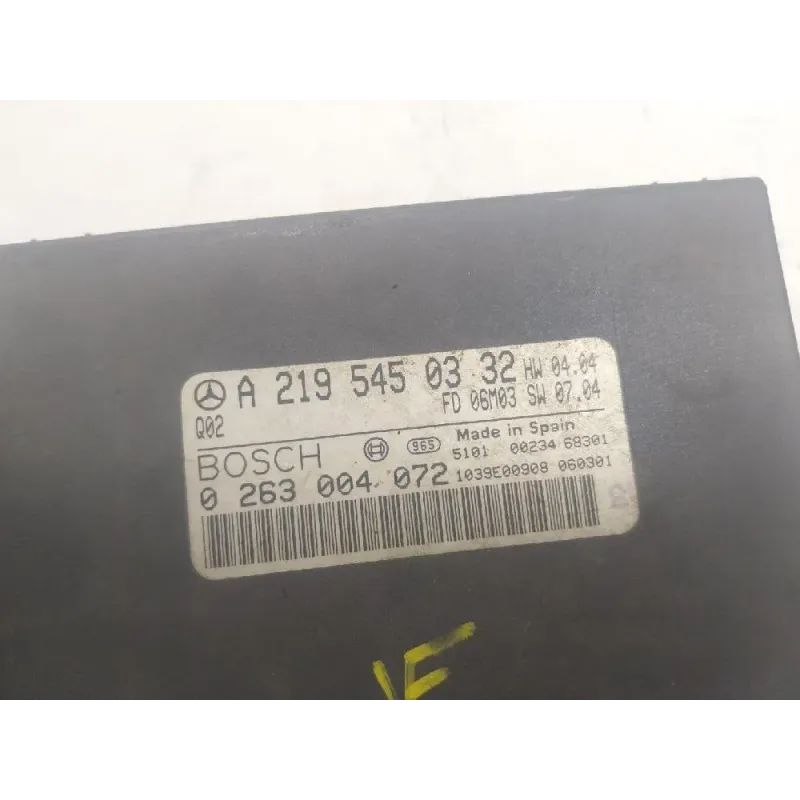 A 219 545 03 32 HW 04.04
Q02 FD 06M03 SW 07.04
BOSCH 965 Made in Spain
5101 00234 68301
0 263 004 072 1039E00908 060301